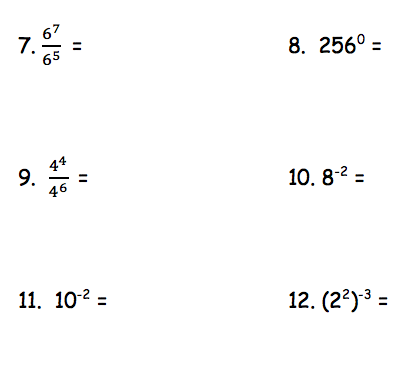 7. 6⁷/6⁵ =
8. 256⁰ =
9. 4⁴/4⁶ =
10. 8⁻² =
11. 10⁻² =
12. (2²)⁻³ =